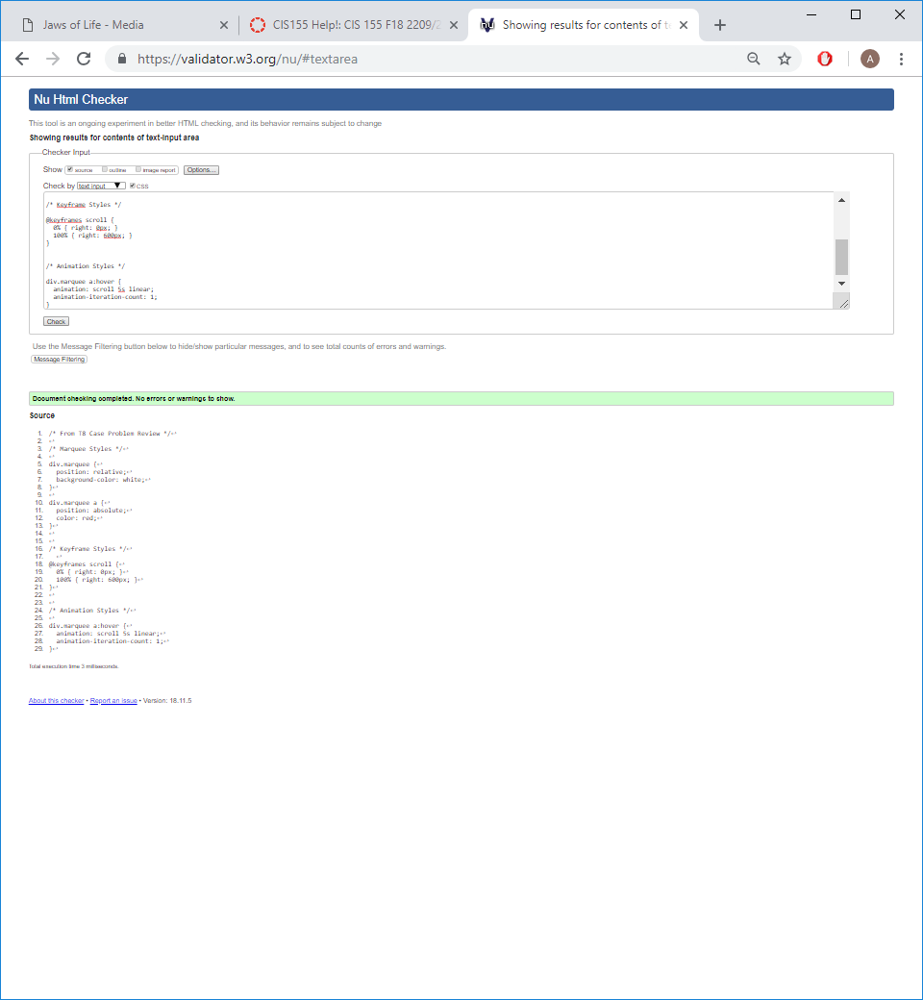 Jaws of Life - Media
CIS155 Help!: CIS 155 F18 2209/2
Showing results for contents of te
https://validator.w3.org/nu/#textarea
A
Nu Html Checker
This tool is an ongoing experiment in better HTML checking, and its behavior remains subject to change
Showing results for contents of text-input area
Checker Input
Show source outline image report Options...
Check by text input CSS
/* Keyframe Styles */
@keyframes scroll {
0% { right: 0px; }
100% { right: 600px; }
}
/* Animation Styles */
div.marquee a:hover {
animation: scroll 5s linear;
animation-iteration-count: 1;
}
Check
Use the Message Filtering button below to hide/show particular messages, and to see total counts of errors and warnings.
Message Filtering
Document checking completed. No errors or warnings to show.
Source
1. /* From T8 Case Problem Review */↩
2. ↩
3. /* Marquee Styles */↩
4. ↩
5. div.marquee {↩
6. position: relative;↩
7. background-color: white;↩
8. }↩
9. ↩
10. div.marquee a {↩
11. position: absolute;↩
12. color: red;↩
13. }↩
14. ↩
15. ↩
16. /* Keyframe Styles */↩
17. ↩
18. @keyframes scroll {↩
19. 0% { right: 0px; }↩
20. 100% { right: 600px; }↩
21. }↩
22. ↩
23. ↩
24. /* Animation Styles */↩
25. ↩
26. div.marquee a:hover {↩
27. animation: scroll 5s linear;↩
28. animation-iteration-count: 1;↩
29. }↩
Total execution time 3 milliseconds.
About this checker • Report an issue • Version: 18.11.5